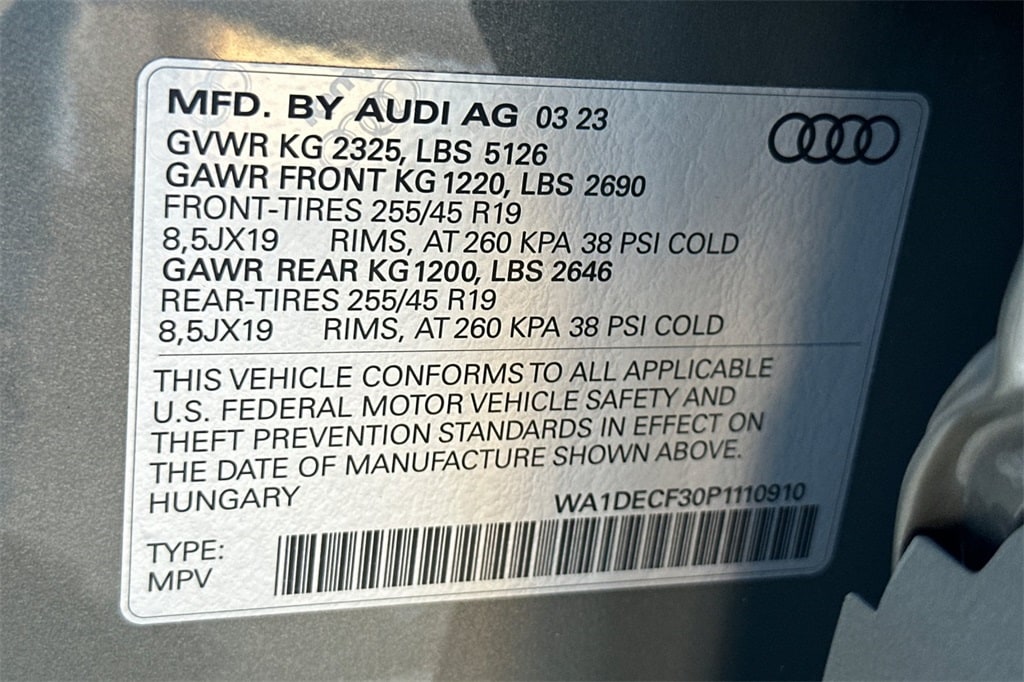 MFD. BY AUDI AG 03 23
GVWR KG 2325, LBS 5126
GAWR FRONT KG 1220, LBS 2690
FRONT-TIRES 255/45 R19
8,5JX19 RIMS, AT 260 KPA 38 PSI COLD
GAWR REAR KG 1200, LBS 2646
REAR-TIRES 255/45 R19
8,5JX19 RIMS, AT 260 KPA 38 PSI COLD
THIS VEHICLE CONFORMS TO ALL APPLICABLE
U.S. FEDERAL MOTOR VEHICLE SAFETY AND
THEFT PREVENTION STANDARDS IN EFFECT ON
THE DATE OF MANUFACTURE SHOWN ABOVE.
HUNGARY WA1DECF30P1110910
TYPE:
MPV